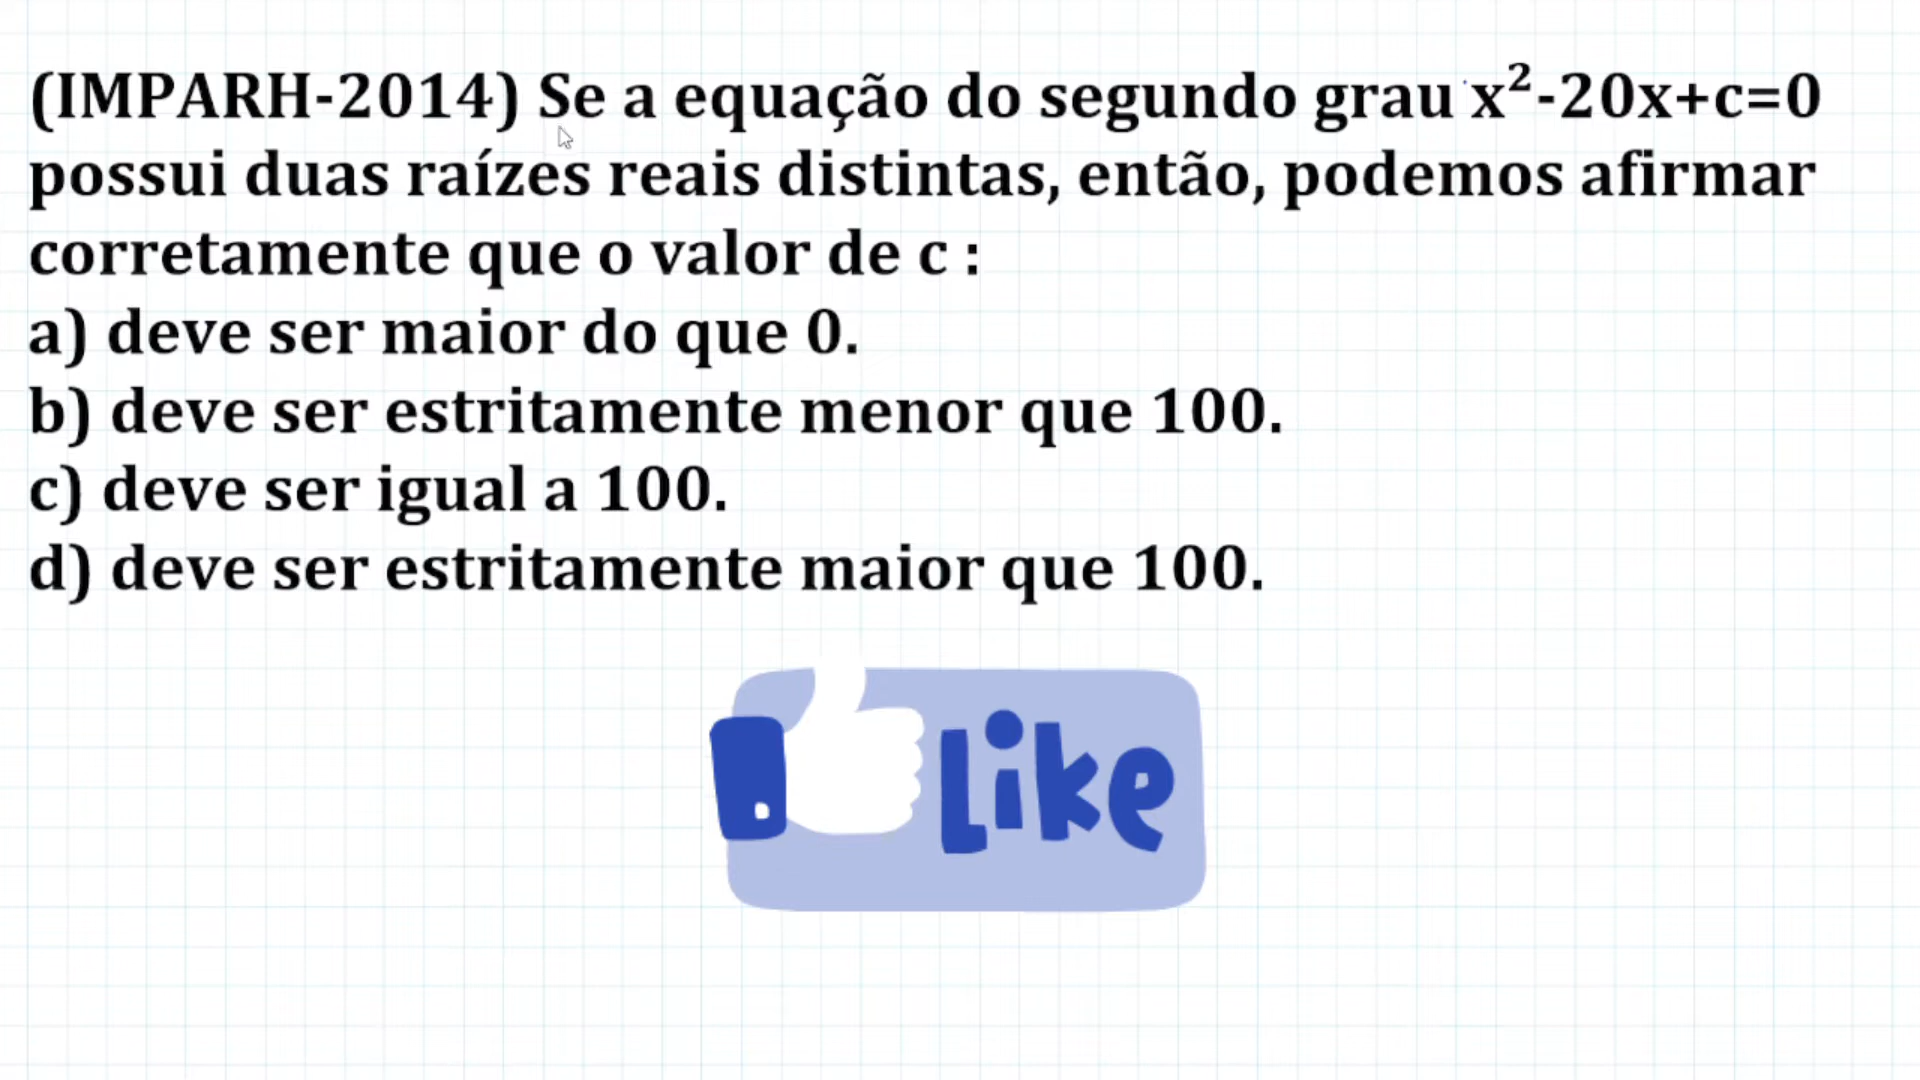 (IMPARH-2014) Se a equação do segundo grau x²-20x+c=0
possui duas raízes reais distintas, então, podemos afirmar
corretamente que o valor de c :
a) deve ser maior do que 0.
b) deve ser estritamente menor que 100.
c) deve ser igual a 100.
d) deve ser estritamente maior que 100.
Like